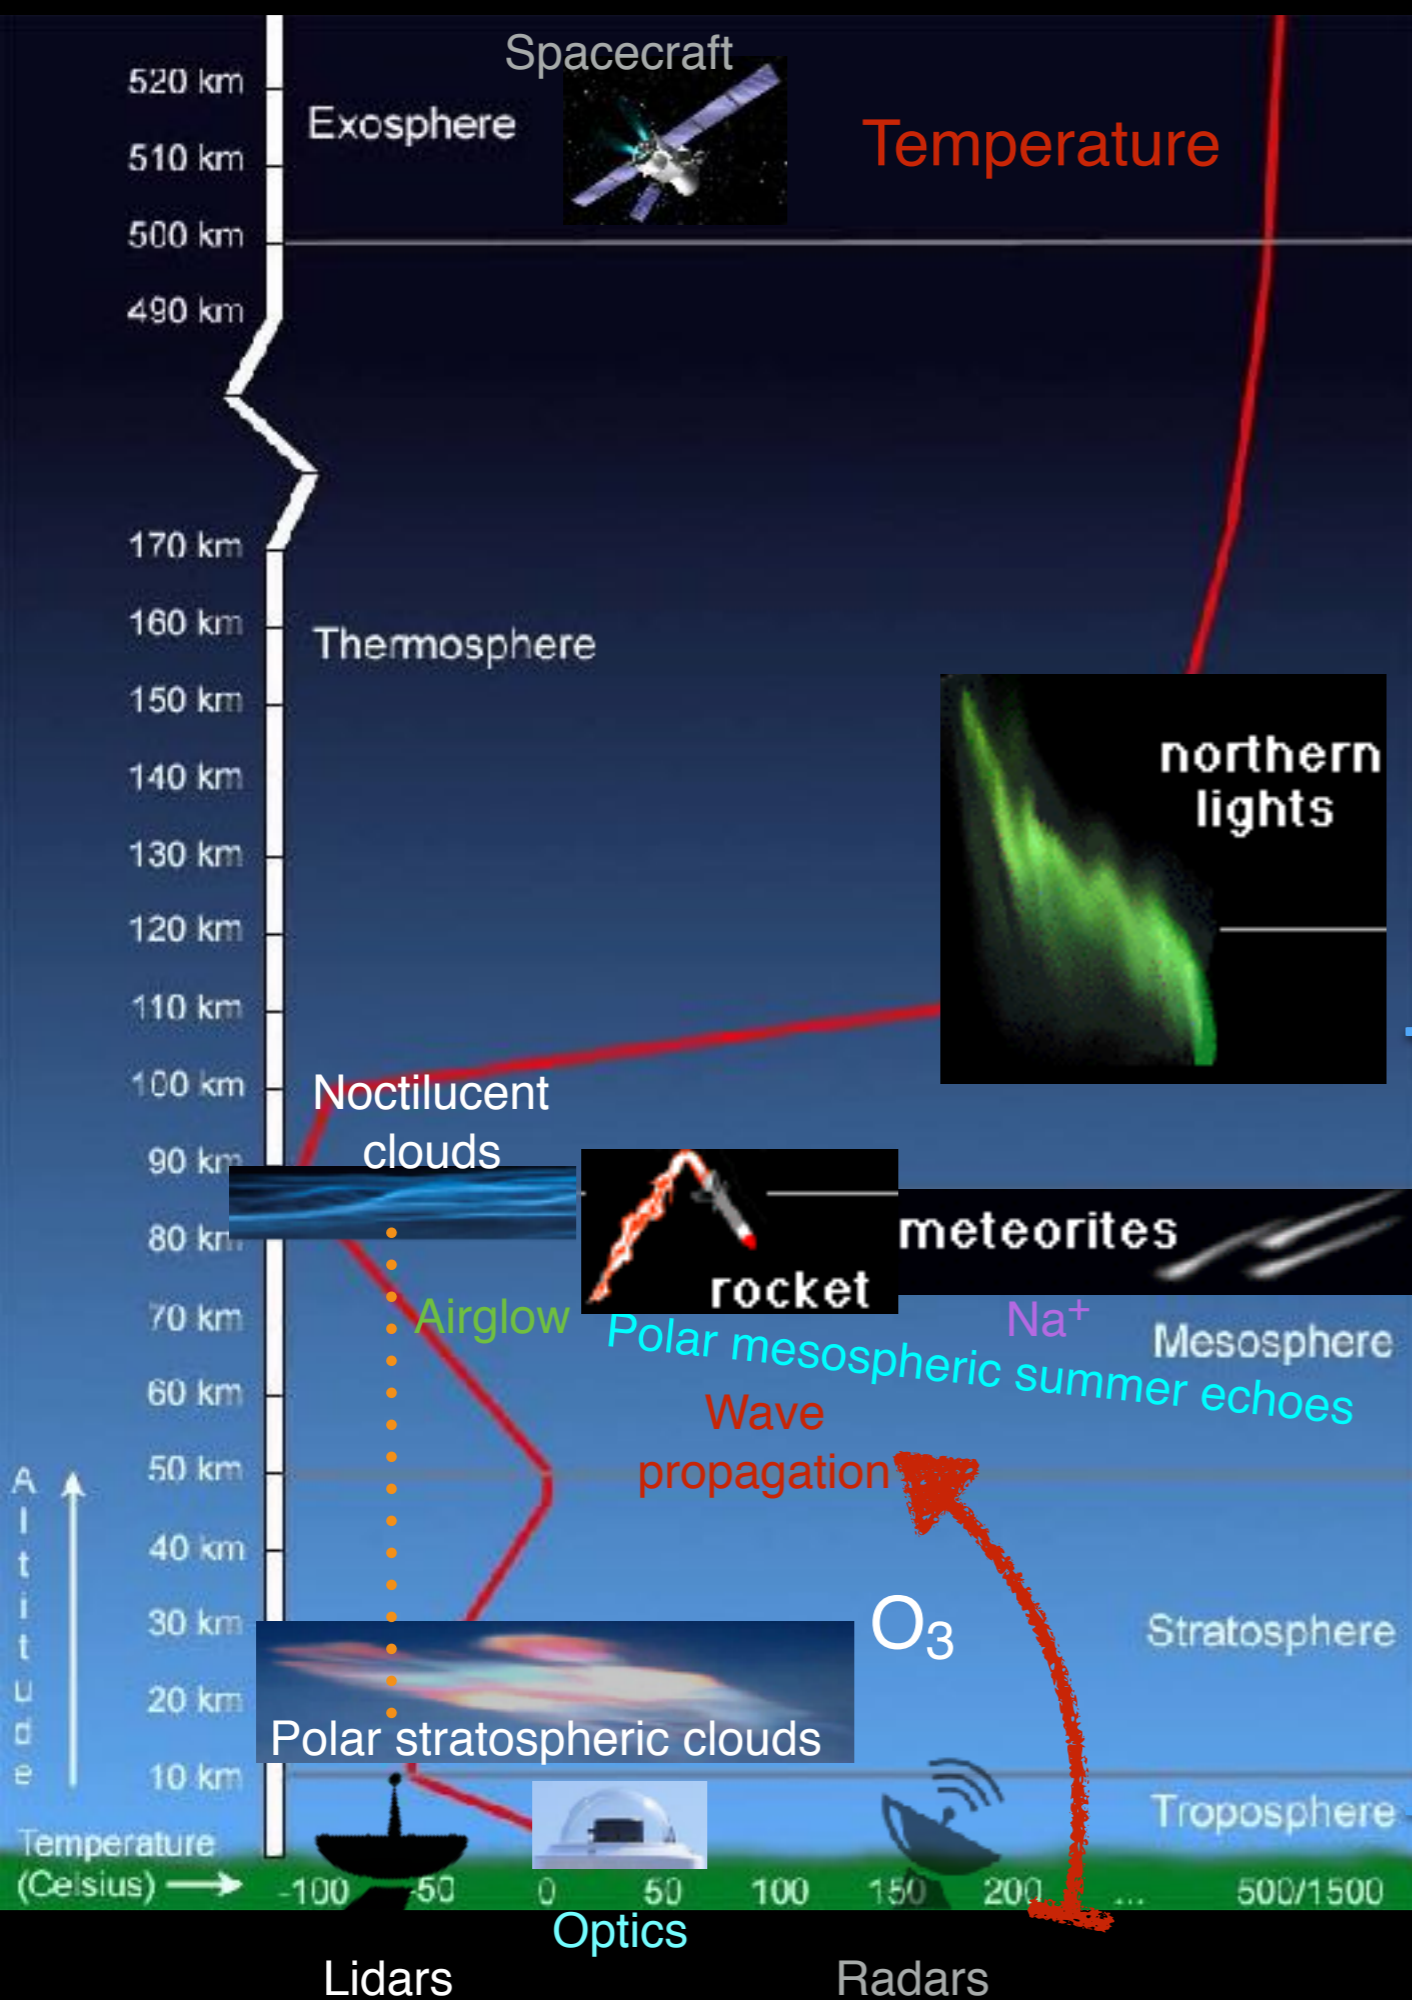 Spacecraft
520 km
Exosphere
Temperature
510 km
500 km
490 km
170 km
160 km
Thermosphere
150 km
northern
lights
140 km
130 km
120 km
110 km
100 km
Noctilucent
clouds
90 km
80 km
meteorites
rocket
70 km
Airglow
Polar mesospheric summer echoes
Na⁺
Mesosphere
60 km
Wave
propagation
50 km
Altitude
40 km
30 km
O₃
Stratosphere
20 km
Polar stratospheric clouds
10 km
Troposphere
Temperature
(Celsius)
-100 -50 0 50 100 150 200 ... 500/1500
Optics
Lidars
Radars